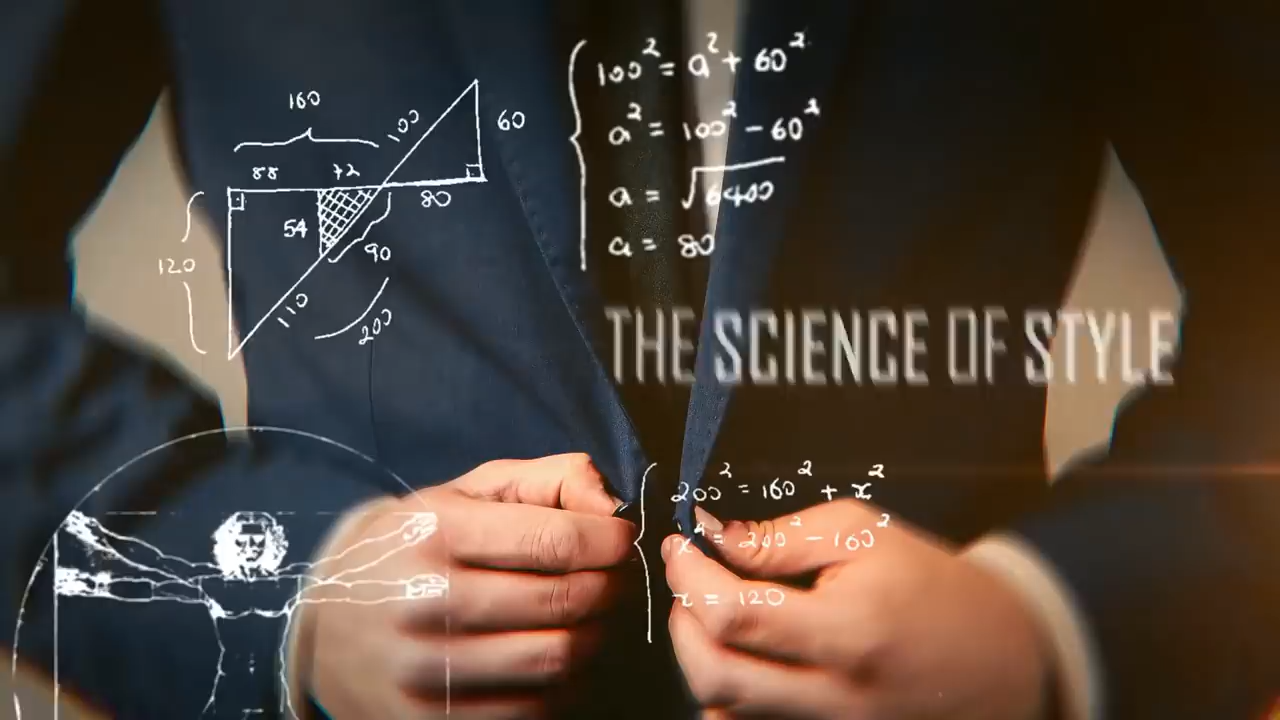 160
88 72
100
60
80
54
90
120
110
200
100² = a² + 60²
a² = 100² - 60²
a = √6400
a = 80
THE SCIENCE OF STYLE
200² = 160² + x²
x² = 200² - 160²
x = 120